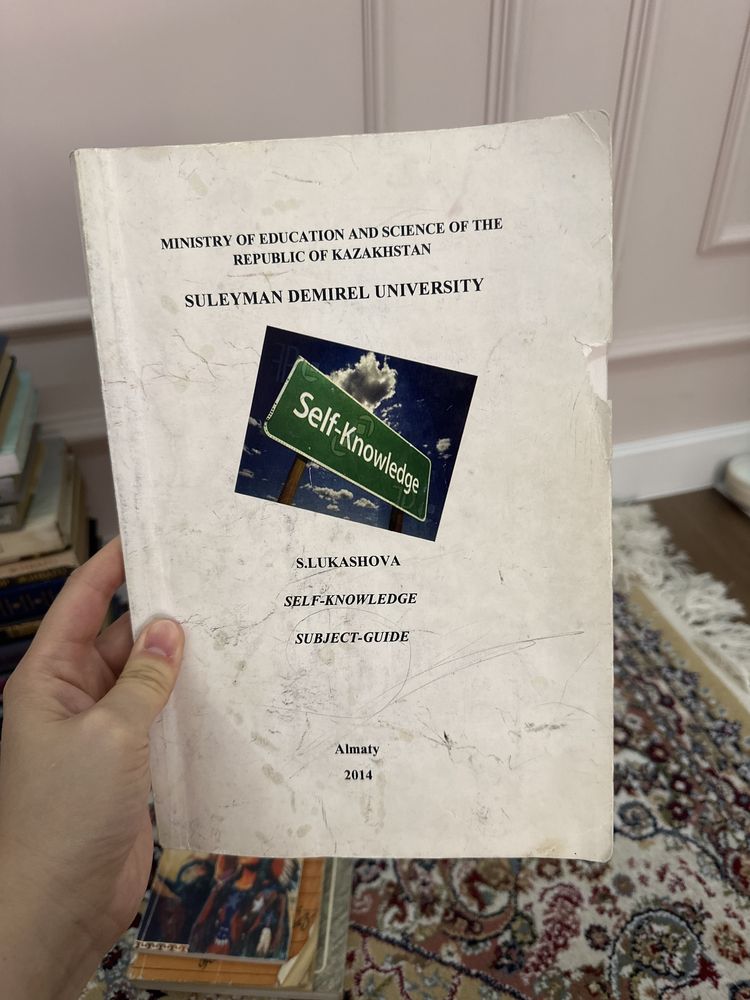 MINISTRY OF EDUCATION AND SCIENCE OF THE
REPUBLIC OF KAZAKHSTAN
SULEYMAN DEMIREL UNIVERSITY
Self-Knowledge
S.LUKASHOVA
SELF-KNOWLEDGE
SUBJECT-GUIDE
Almaty
2014